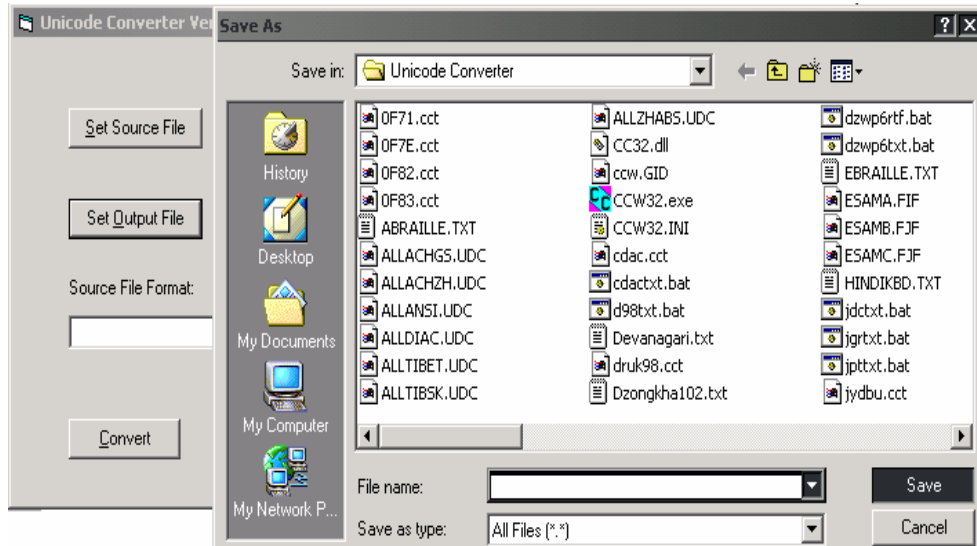 Unicode Converter Ver
Save As
Save in:
Unicode Converter
Set Source File
Set Output File
Source File Format:
Convert
History
Desktop
My Documents
My Computer
My Network P...
0F71.cct
0F7E.cct
0F82.cct
0F83.cct
ABRAILLE.TXT
ALLACHGS.UDC
ALLACHZH.UDC
ALLANSI.UDC
ALLDIAC.UDC
ALLTIBET.UDC
ALLTIBSK.UDC
ALLZHABS.UDC
CC32.dll
ccw.GID
CCW32.exe
CCW32.INI
cdac.cct
cdactxt.bat
d98txt.bat
Devanagari.txt
druk98.cct
Dzongkha102.txt
dzwp6rtf.bat
dzwp6txt.bat
EBRAILLE.TXT
ESAMA.FIF
ESAMB.FJF
ESAMC.FJF
HINDIKBD.TXT
jdctxt.bat
jgrtxt.bat
jpttxt.bat
jydbu.cct
File name:
Save
Save as type:
All Files (*.*)
Cancel